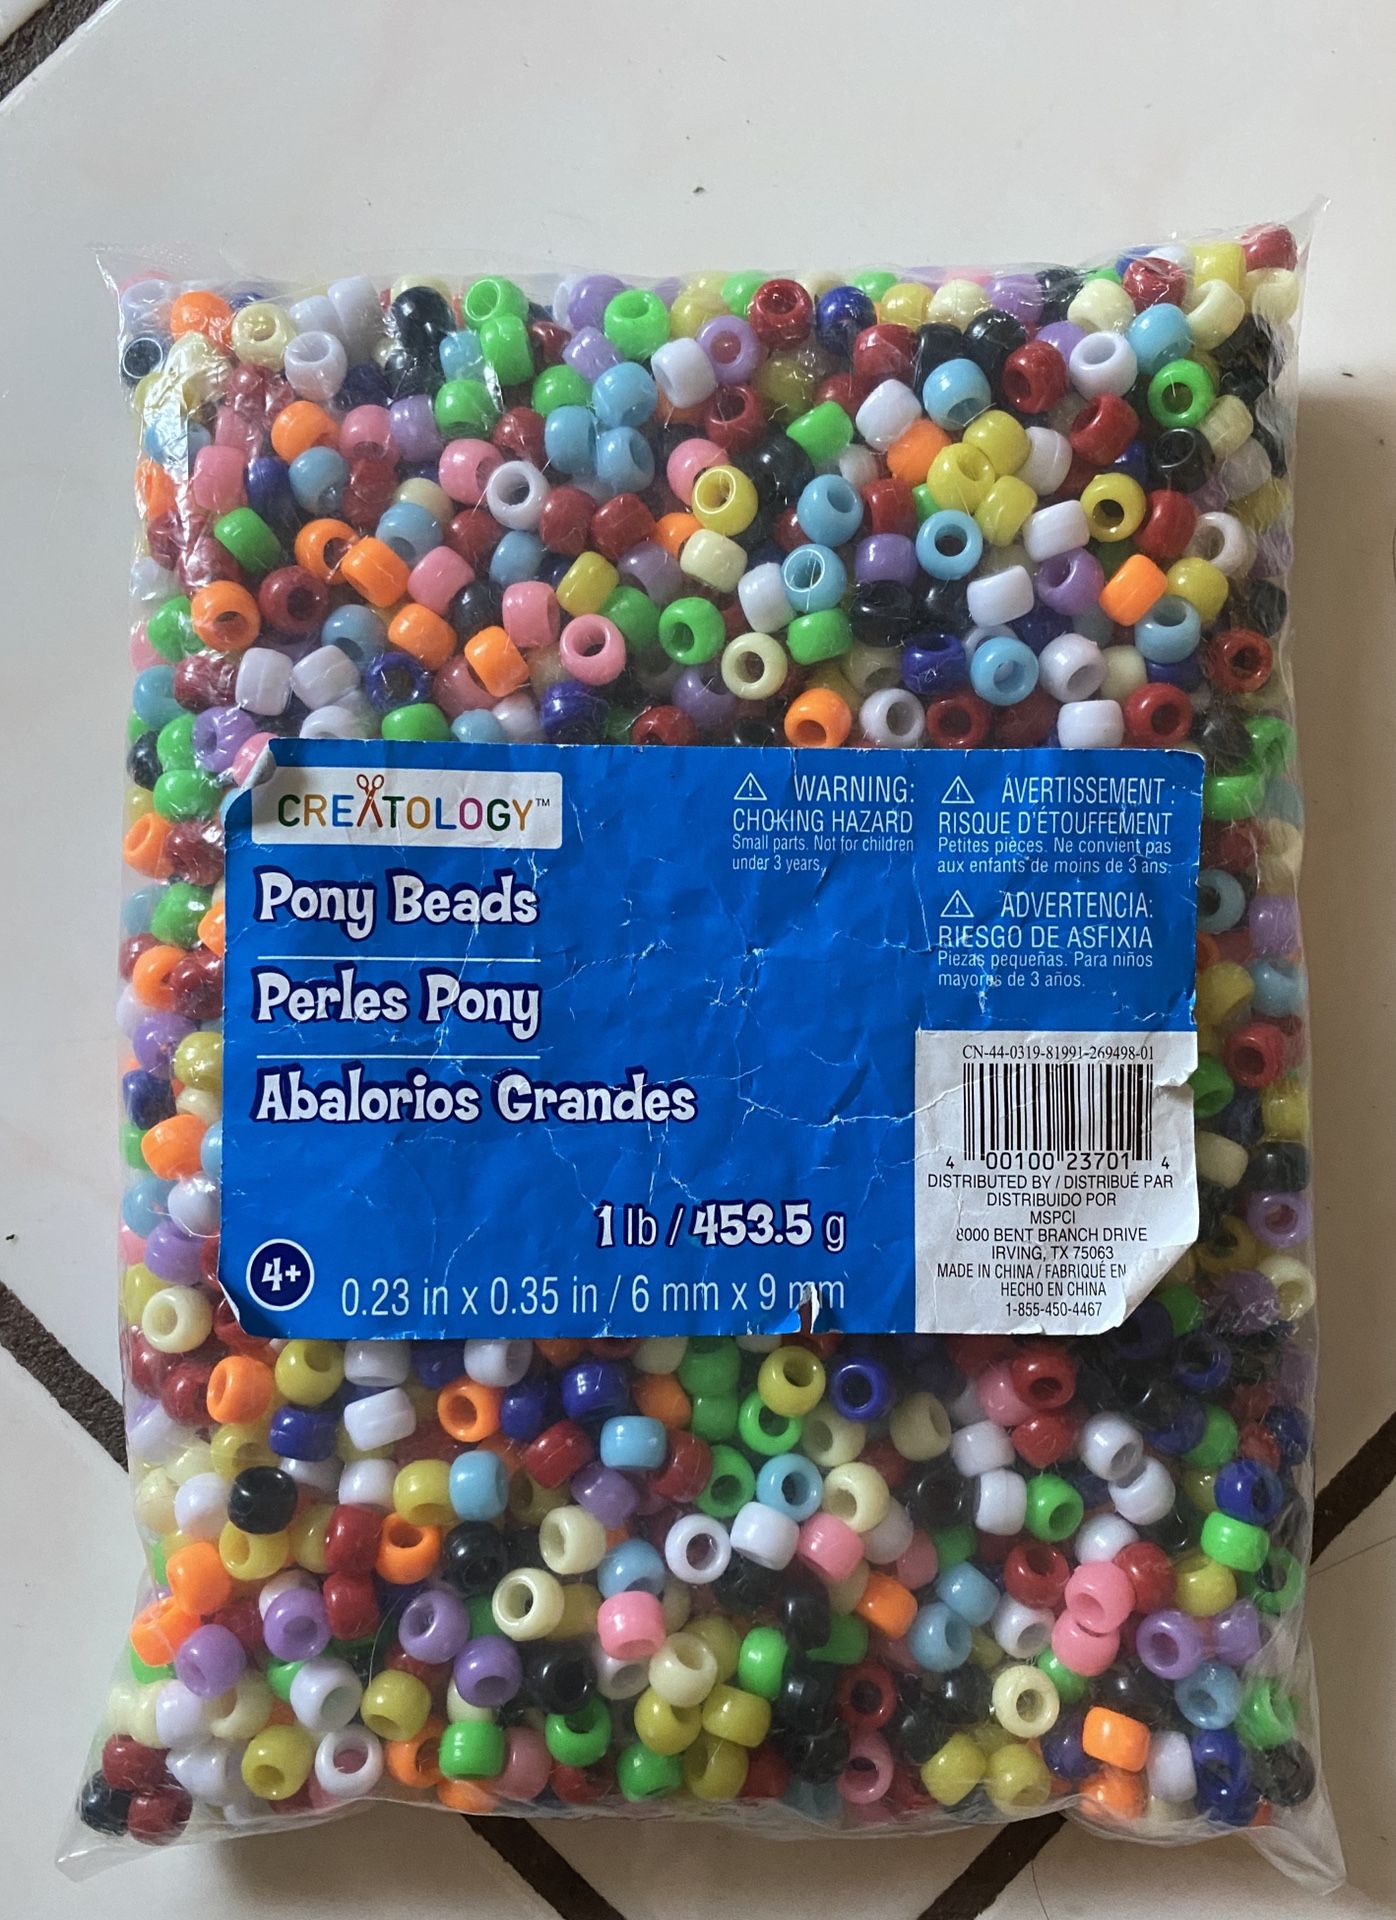 CREATOLOGY™
Pony Beads
Perles Pony
Abalorios Grandes
1 lb / 453.5 g
4+
0.23 in x 0.35 in / 6 mm x 9 mm
⚠ WARNING:
CHOKING HAZARD
Small parts. Not for children
under 3 years.
⚠ AVERTISSEMENT :
RISQUE D'ÉTOUFFEMENT
Petites pièces. Ne convient pas
aux enfants de moins de 3 ans.
⚠ ADVERTENCIA:
RIESGO DE ASFIXIA
Piezas pequeñas. Para niños
mayores de 3 años.
CN-44-0319-81991-269498-01
4 00100 23701 4
DISTRIBUTED BY / DISTRIBUÉ PAR
DISTRIBUIDO POR
MSPCI
8000 BENT BRANCH DRIVE
IRVING, TX 75063
MADE IN CHINA / FABRIQUÉ EN
HECHO EN CHINA
1-855-450-4467